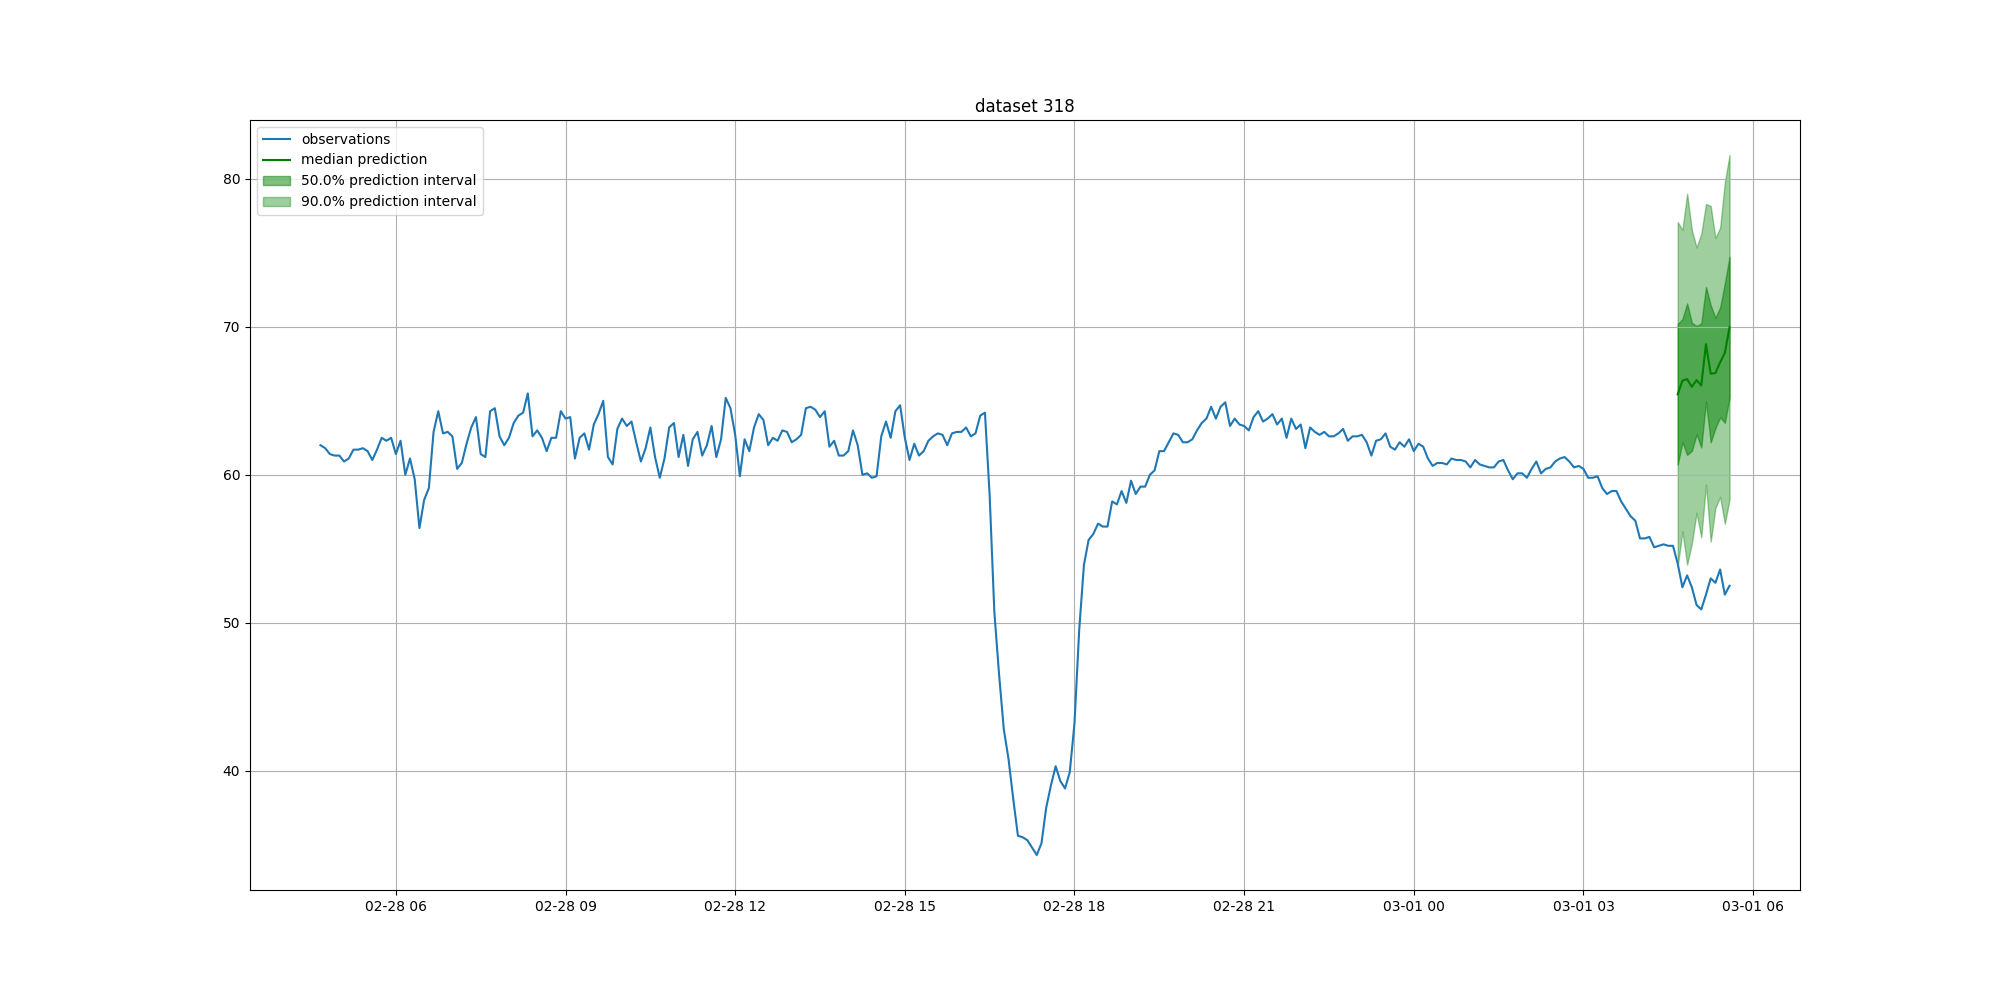 dataset 318
observations
median prediction
50.0% prediction interval
90.0% prediction interval
80
70
60
50
40
02-28 06
02-28 09
02-28 12
02-28 15
02-28 18
02-28 21
03-01 00
03-01 03
03-01 06